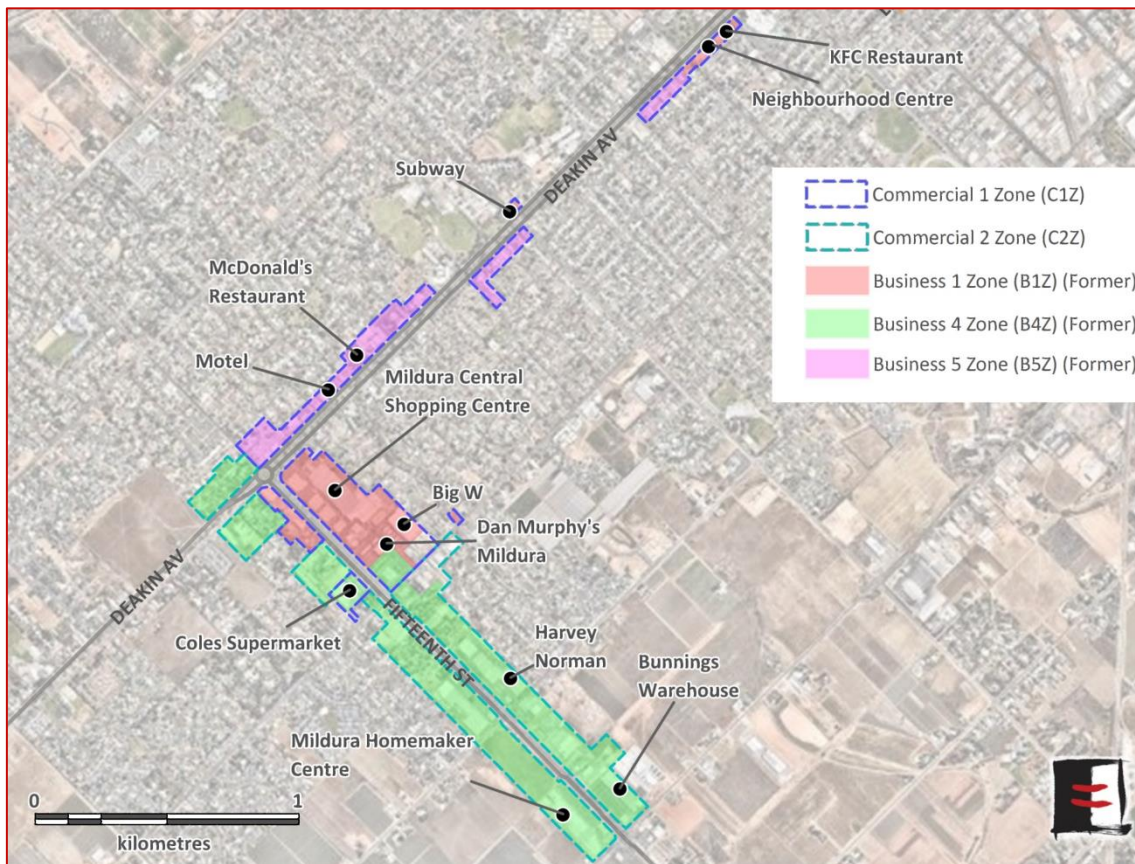 KFC Restaurant
Neighbourhood Centre
DEAKIN AV
Subway
Commercial 1 Zone (C1Z)
Commercial 2 Zone (C2Z)
Business 1 Zone (B1Z) (Former)
Business 4 Zone (B4Z) (Former)
Business 5 Zone (B5Z) (Former)
McDonald's
Restaurant
Motel
Mildura Central
Shopping Centre
Big W
Dan Murphy's
Mildura
DEAKIN AV
Coles Supermarket
FIFTEENTH ST
Harvey
Norman
Bunnings
Warehouse
Mildura Homemaker
Centre
0 1
kilometres